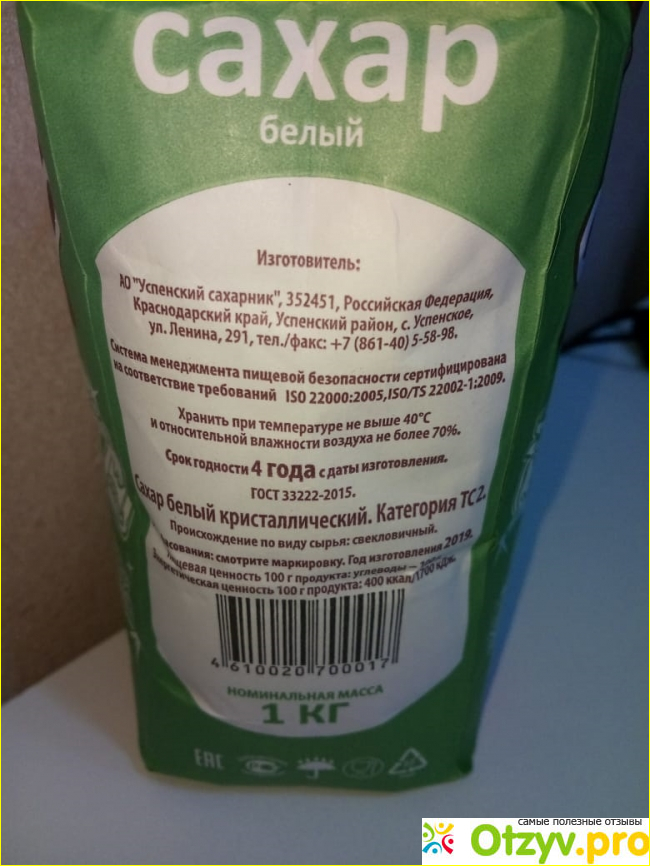 сахар
белый
Изготовитель:
АО "Успенский сахарник", 352451, Российская Федерация,
Краснодарский край, Успенский район, с. Успенское,
ул. Ленина, 291, тел./факс: +7 (861-40) 5-58-98.
Система менеджмента пищевой безопасности сертифицирована
на соответствие требований ISO 22000:2005,ISO/TS 22002-1:2009.
Хранить при температуре не выше 40°С
и относительной влажности воздуха не более 70%.
Срок годности 4 года с даты изготовления.
ГОСТ 33222-2015.
Сахар белый кристаллический. Категория ТС2.
Происхождение по виду сырья: свекловичный.
смотрите маркировку. Год изготовления 2019.
Пищевая ценность 100 г продукта: углеводы –
Энергетическая ценность 100 г продукта: 400 ккал/1700 кДж.
4 610020 700017
НОМИНАЛЬНАЯ МАССА
1 КГ
EAC
самые полезные отзывы
Otzyv.pro